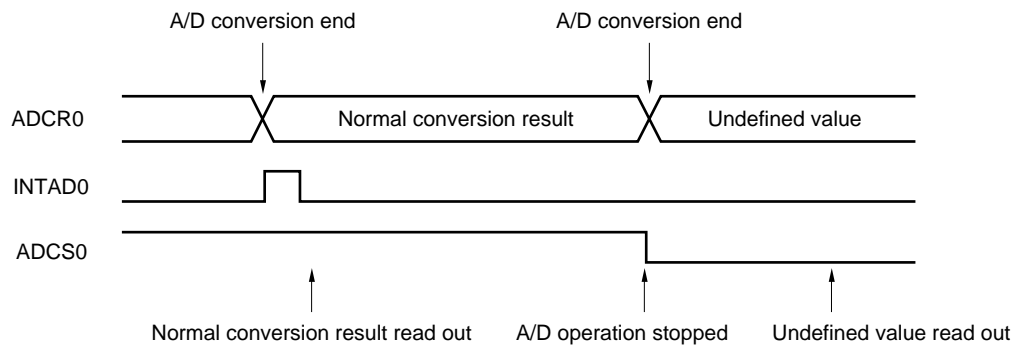 A/D conversion end A/D conversion end
ADCR0 Normal conversion result Undefined value
INTAD0
ADCS0
Normal conversion result read out A/D operation stopped Undefined value read out